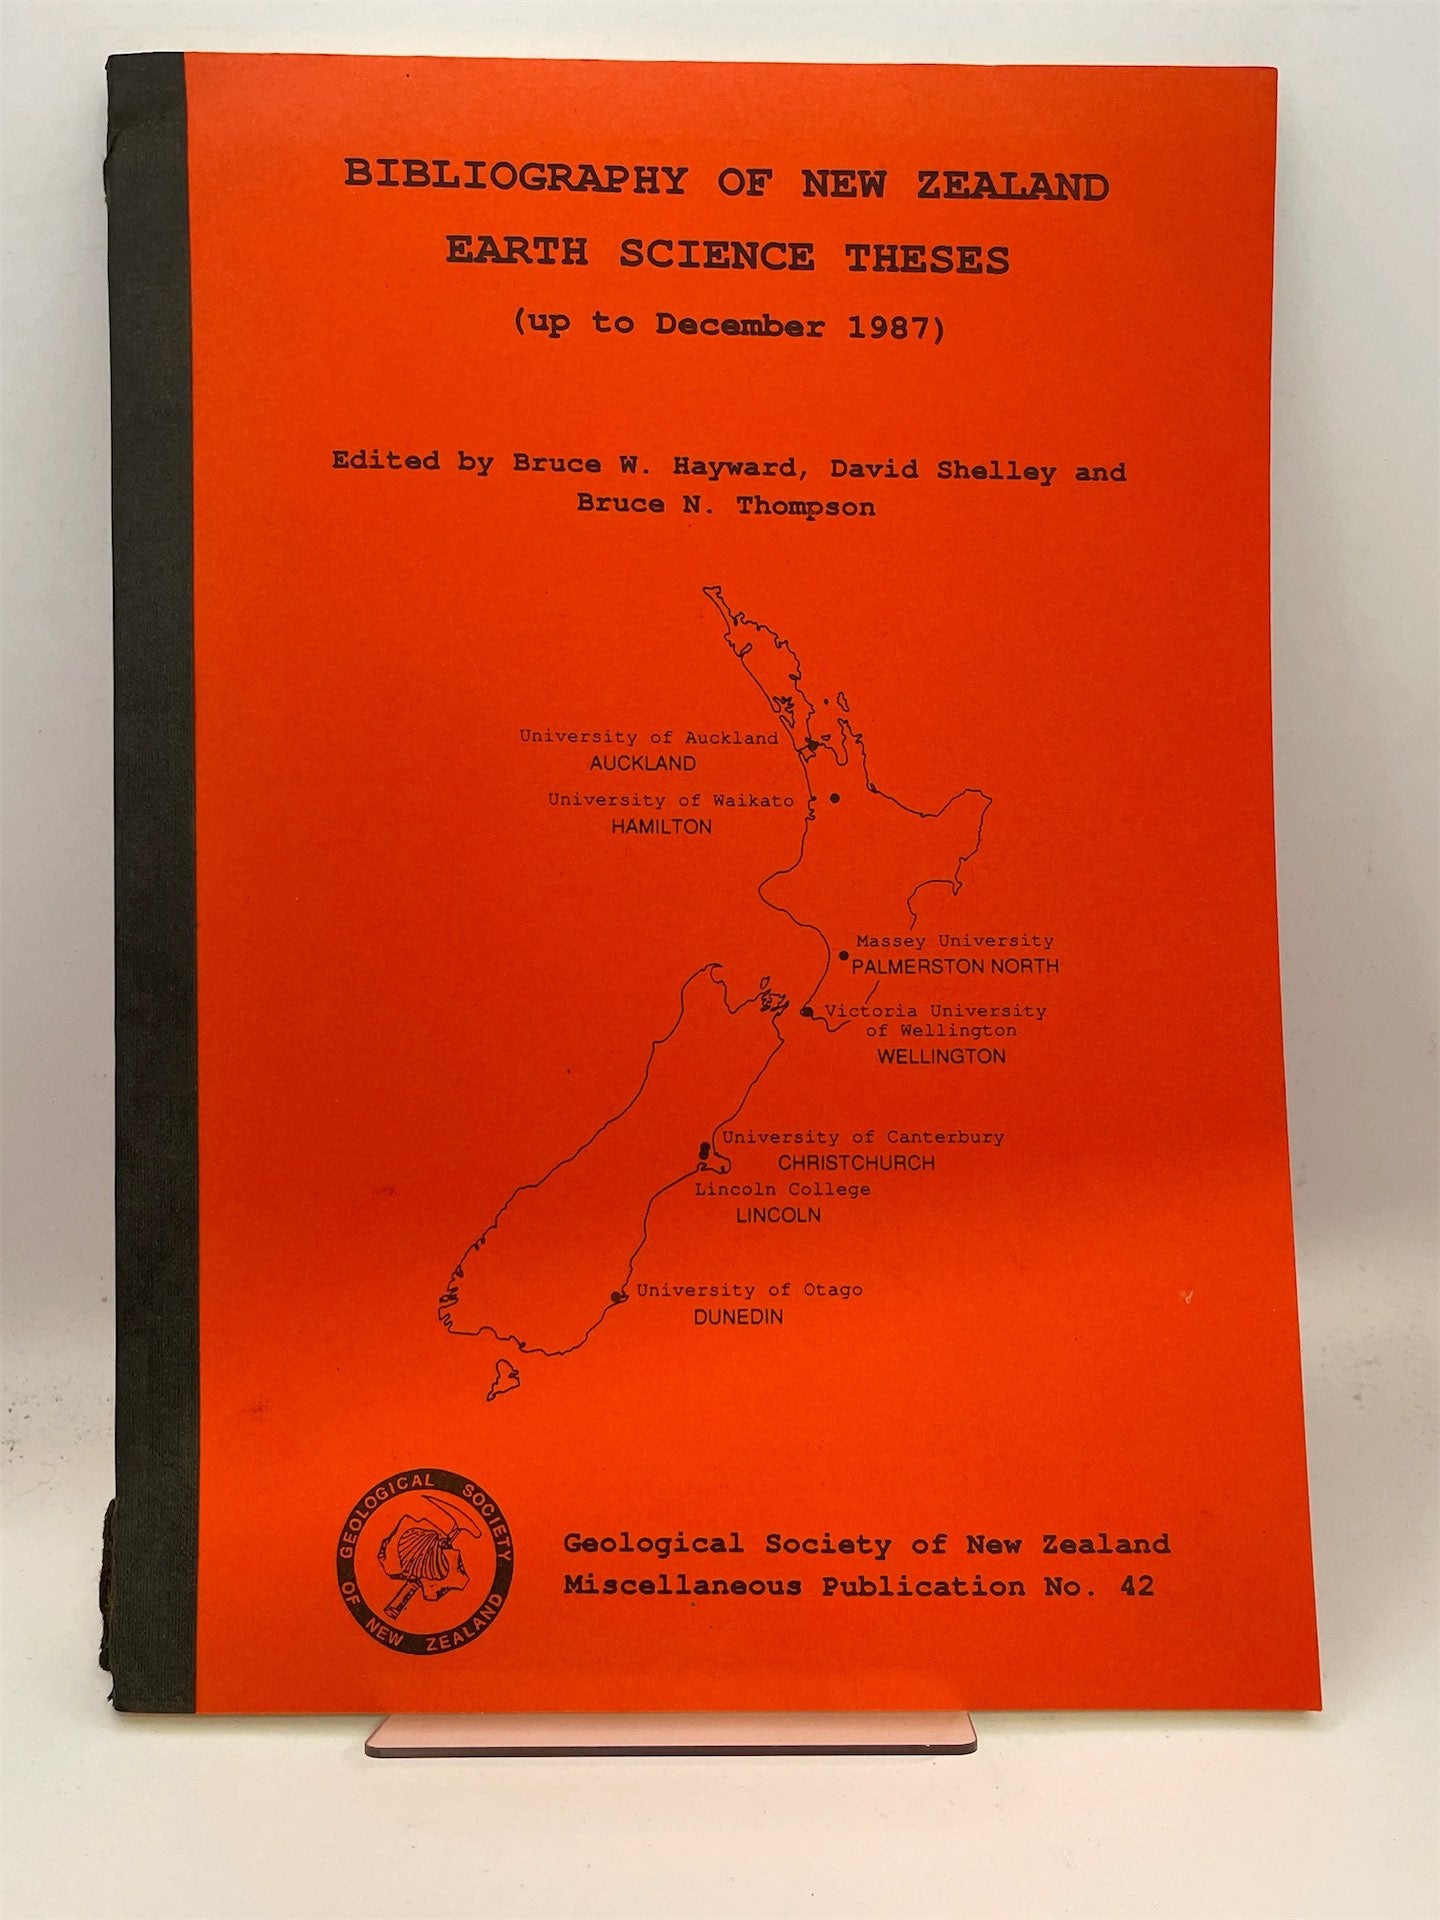 BIBLIOGRAPHY OF NEW ZEALAND
EARTH SCIENCE THESES
(up to December 1987)
Edited by Bruce W. Hayward, David Shelley and
Bruce N. Thompson
University of Auckland
AUCKLAND
University of Waikato
HAMILTON
Massey University
PALMERSTON NORTH
Victoria University
of Wellington
WELLINGTON
University of Canterbury
CHRISTCHURCH
Lincoln College
LINCOLN
University of Otago
DUNEDIN
GEOLOGICAL SOCIETY
OF NEW ZEALAND
Geological Society of New Zealand
Miscellaneous Publication No. 42